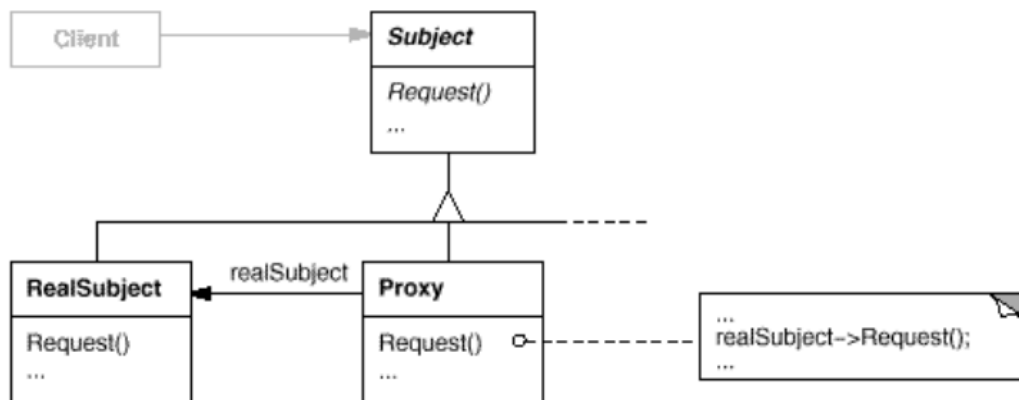 Client
Subject
Request()
...
RealSubject
Request()
...
realSubject
Proxy
Request()
...
...
realSubject->Request();
...